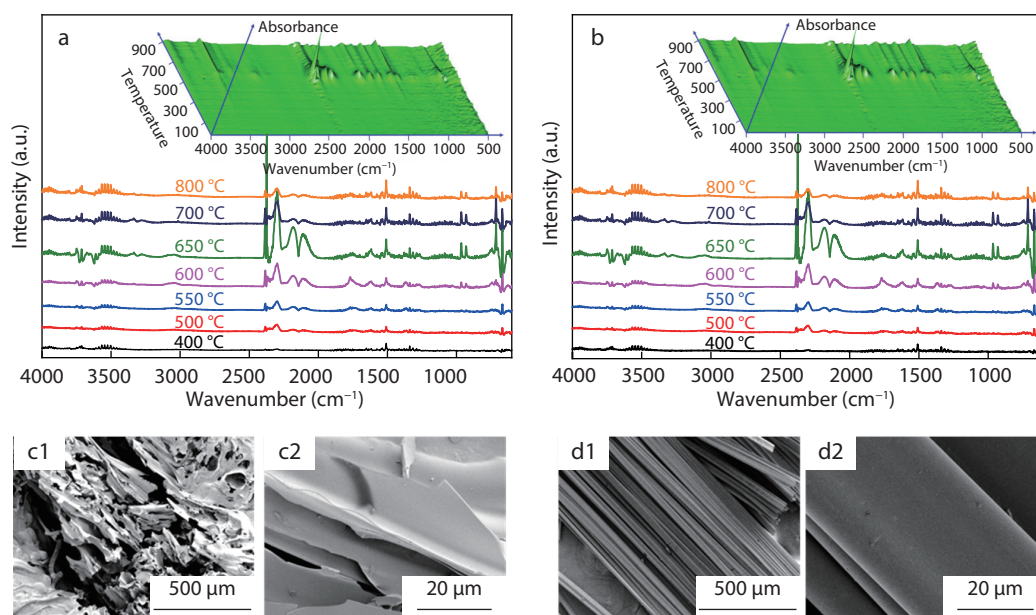 a
Absorbance
900
700
500
300
100
Temperature
4000 3500 3000 2500 2000 1500 1000 500
Wavenumber (cm⁻¹)
Intensity (a.u.)
800 °C
700 °C
650 °C
600 °C
550 °C
500 °C
400 °C
4000 3500 3000 2500 2000 1500 1000
Wavenumber (cm⁻¹)
b
Absorbance
900
700
500
300
100
Temperature
4000 3500 3000 2500 2000 1500 1000 500
Wavenumber (cm⁻¹)
Intensity (a.u.)
800 °C
700 °C
650 °C
600 °C
550 °C
500 °C
400 °C
4000 3500 3000 2500 2000 1500 1000
Wavenumber (cm⁻¹)
c1
500 µm
c2
20 µm
d1
500 µm
d2
20 µm